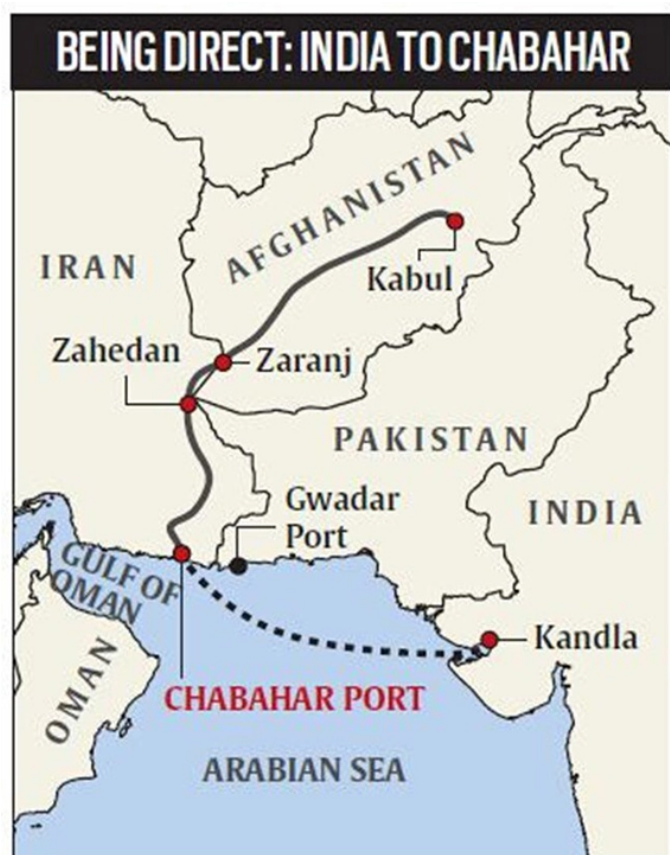 BEING DIRECT: INDIA TO CHABAHAR
AFGHANISTAN
IRAN
Kabul
Zahedan
Zaranj
PAKISTAN
Gwadar
Port
INDIA
GULF OF
OMAN
Kandla
OMAN
CHABAHAR PORT
ARABIAN SEA